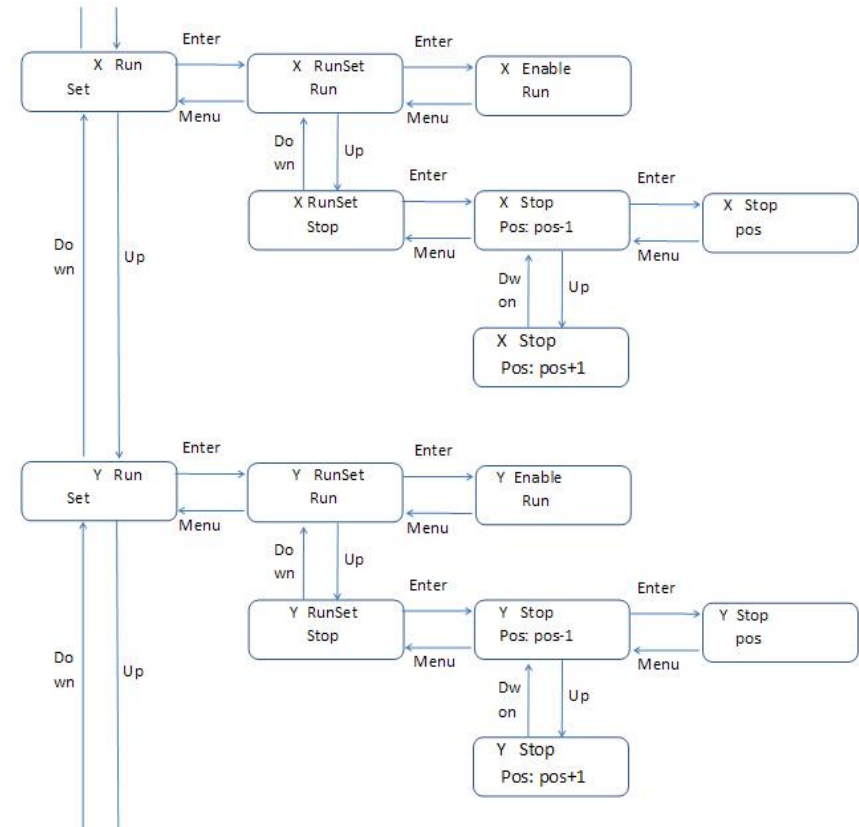 Enter
Enter
X Run
Set
X RunSet
Run
X Enable
Run
Menu
Menu
Do
wn
Up
Enter
Enter
X RunSet
Stop
X Stop
Pos: pos-1
X Stop
pos
Menu
Menu
Do
wn
Up
Dw
on
Up
X Stop
Pos: pos+1
Enter
Enter
Y Run
Set
Y RunSet
Run
Y Enable
Run
Menu
Menu
Do
wn
Up
Enter
Enter
Y RunSet
Stop
Y Stop
Pos: pos-1
Y Stop
pos
Menu
Menu
Do
wn
Up
Dw
on
Up
Y Stop
Pos: pos+1